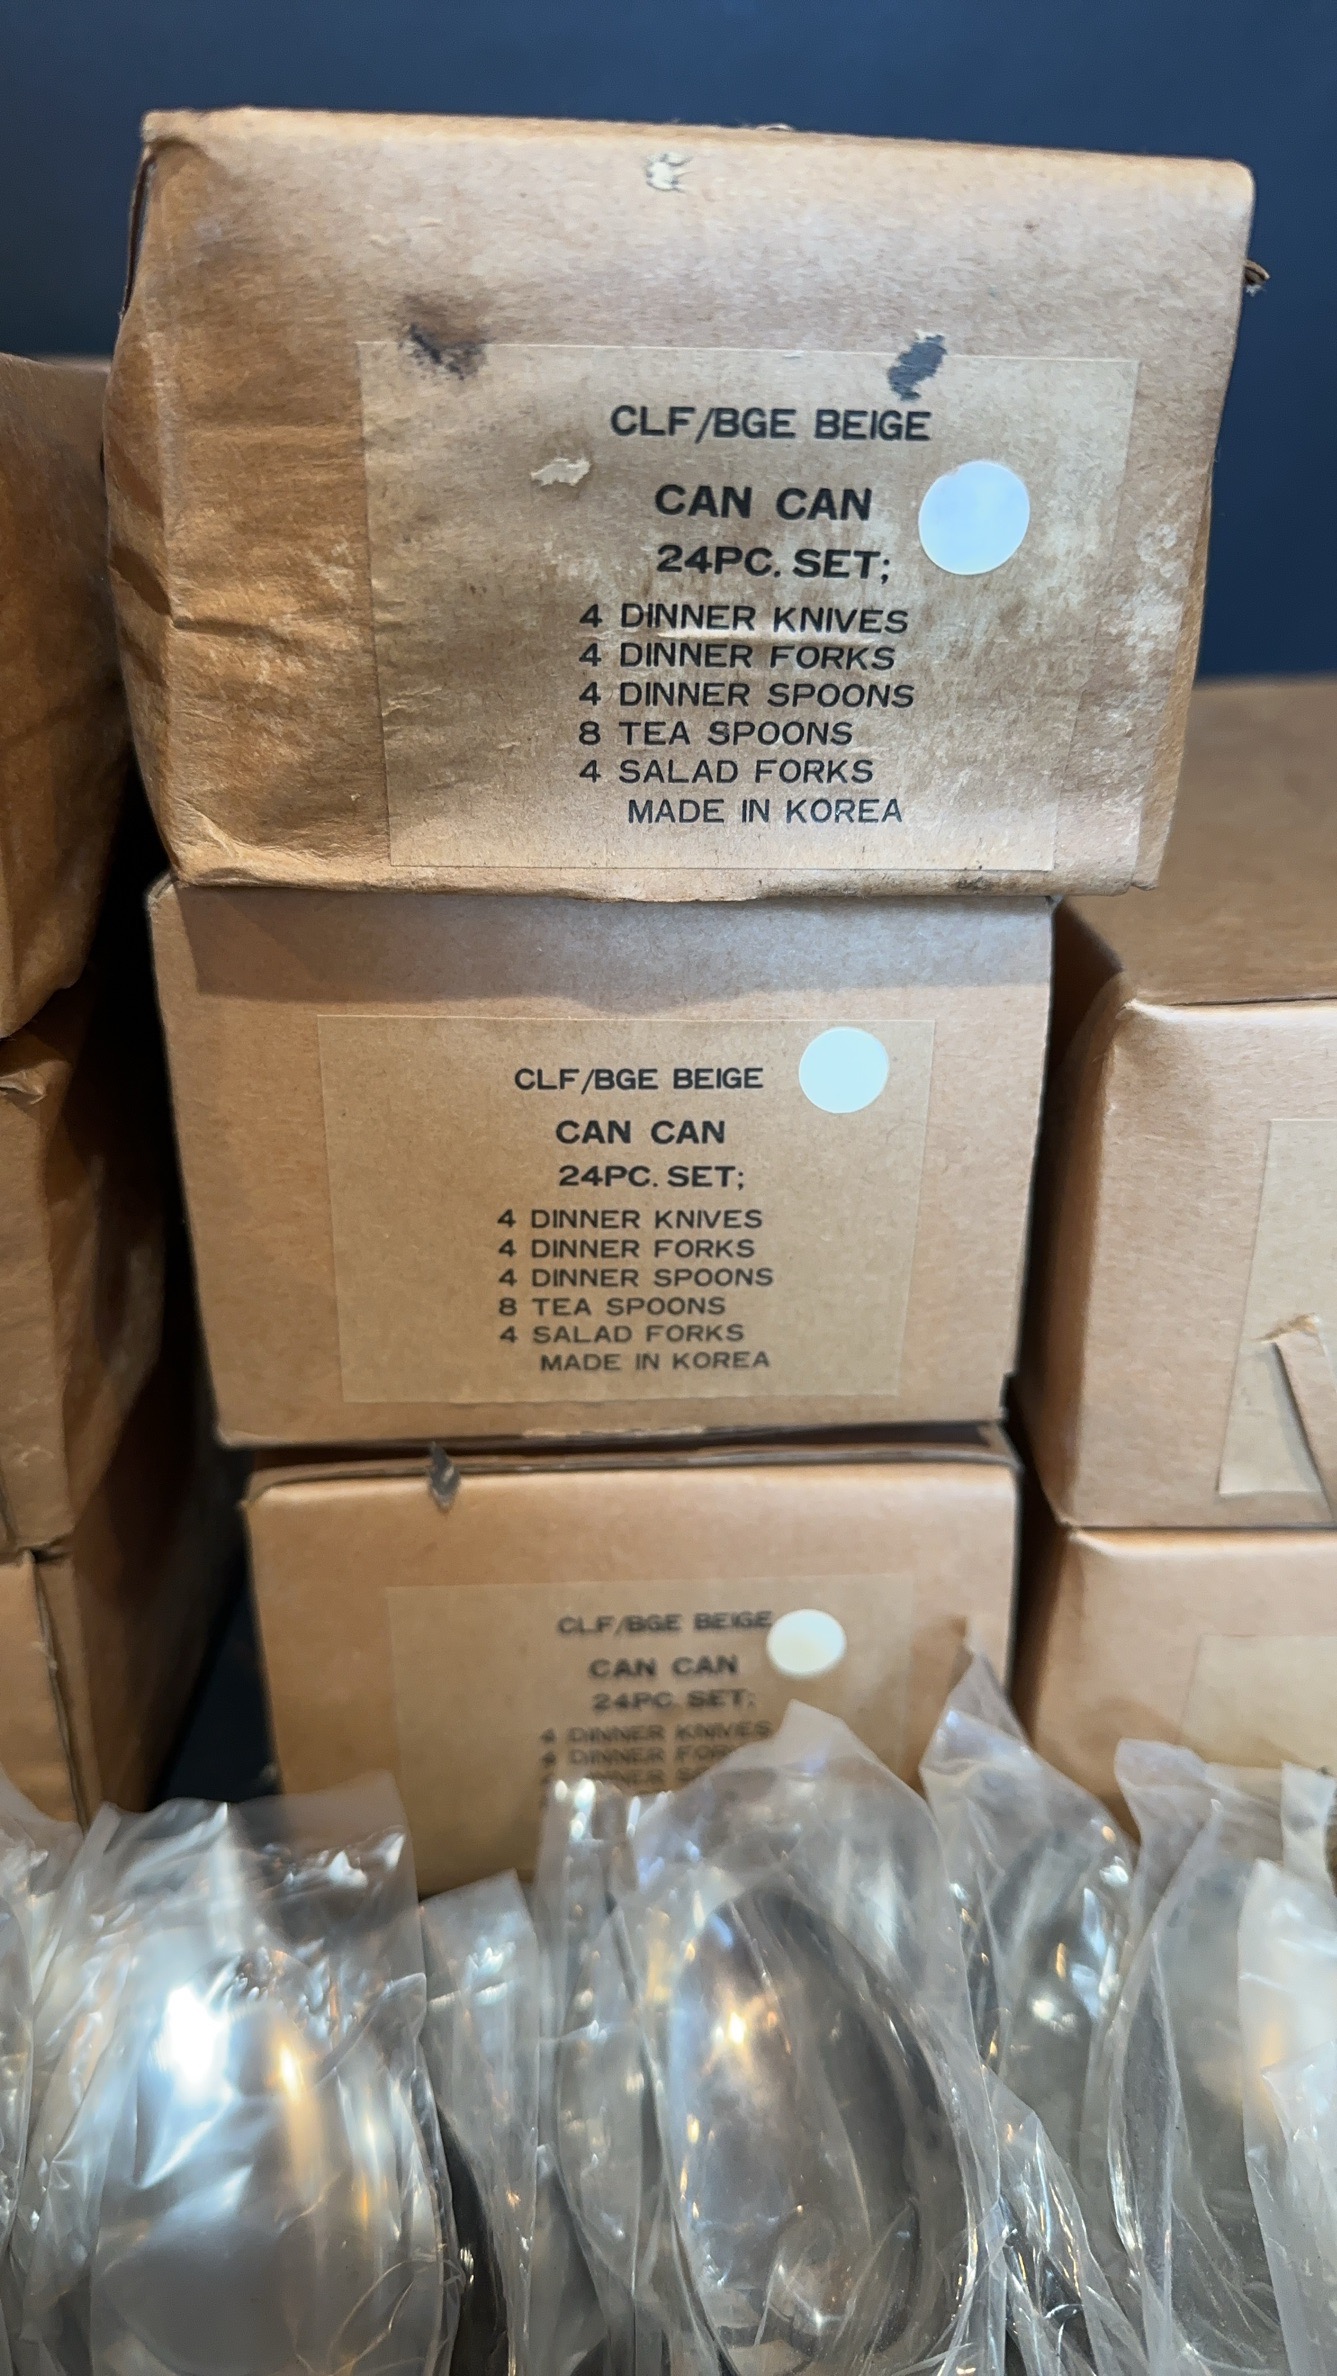 CLF/BGE BEIGE
CAN CAN
24PC. SET;
4 DINNER KNIVES
4 DINNER FORKS
4 DINNER SPOONS
8 TEA SPOONS
4 SALAD FORKS
MADE IN KOREA
CLF/BGE BEIGE
CAN CAN
24PC. SET;
4 DINNER KNIVES
4 DINNER FORKS
4 DINNER SPOONS
8 TEA SPOONS
4 SALAD FORKS
MADE IN KOREA
CLF/BGE BEIGE
CAN CAN
24PC. SET;
4 DINNER KNIVES
4 DINNER